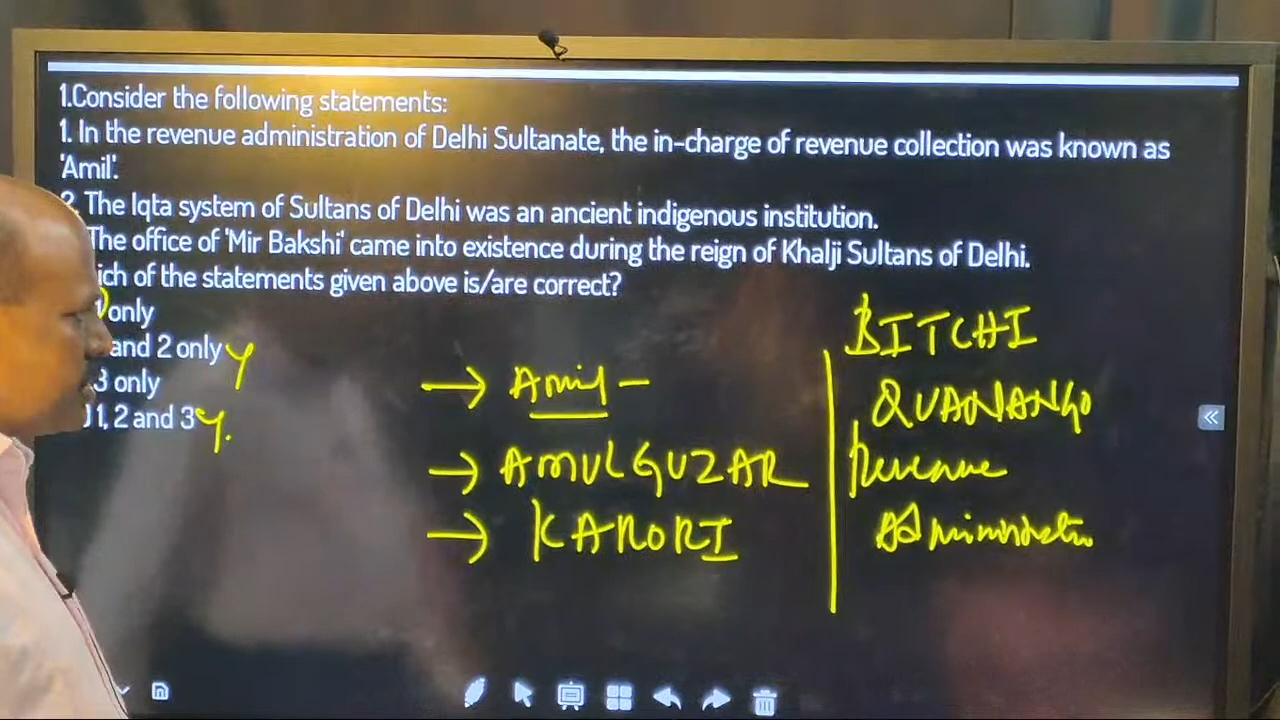 1.Consider the following statements:
1. In the revenue administration of Delhi Sultanate, the in-charge of revenue collection was known as
'Amil'.
2. The Iqta system of Sultans of Delhi was an ancient indigenous institution.
The office of 'Mir Bakshi' came into existence during the reign of Khalji Sultans of Delhi.
ich of the statements given above is/are correct?
1 only
and 2 only
3 only
1, 2 and 3
→ Amil –
→ AMULGUZAR
→ KARORI
BITCHI
QUANANGO
Revenue